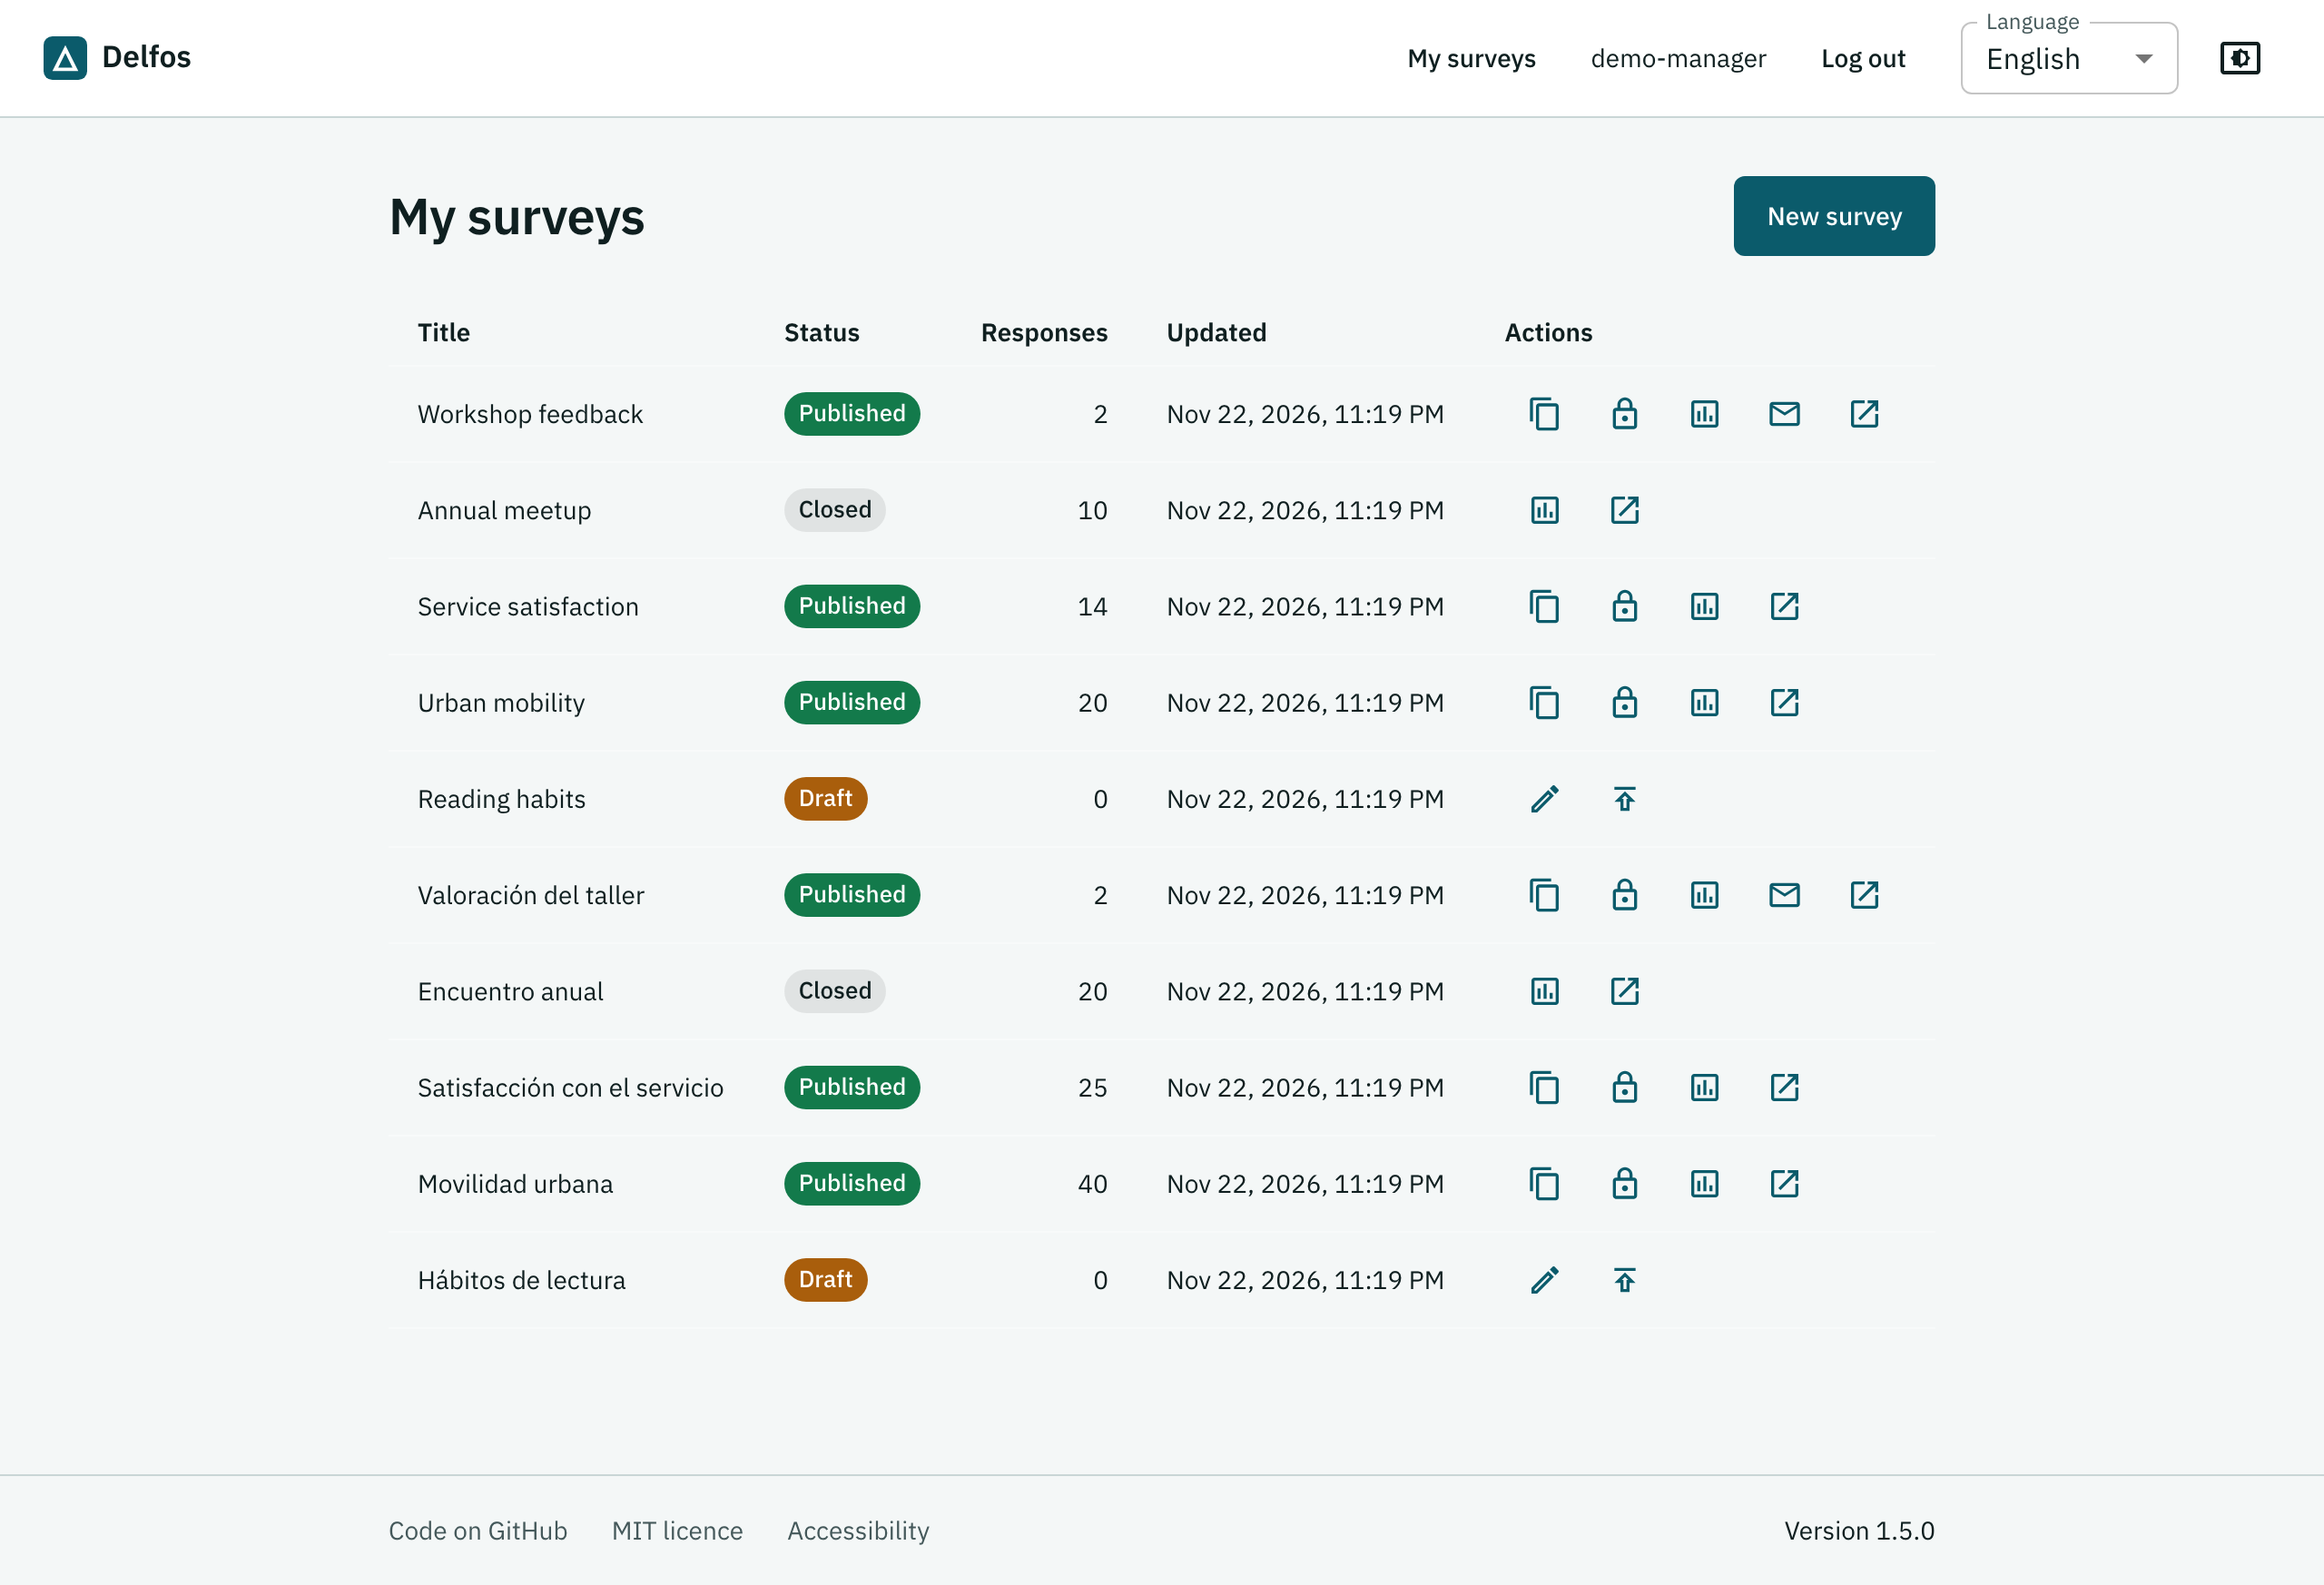 Delfos
My surveys
demo-manager
Log out
Language
English
My surveys
New survey
Title Status Responses Updated Actions
Workshop feedback Published 2 Nov 22, 2026, 11:19 PM
Annual meetup Closed 10 Nov 22, 2026, 11:19 PM
Service satisfaction Published 14 Nov 22, 2026, 11:19 PM
Urban mobility Published 20 Nov 22, 2026, 11:19 PM
Reading habits Draft 0 Nov 22, 2026, 11:19 PM
Valoración del taller Published 2 Nov 22, 2026, 11:19 PM
Encuentro anual Closed 20 Nov 22, 2026, 11:19 PM
Satisfacción con el servicio Published 25 Nov 22, 2026, 11:19 PM
Movilidad urbana Published 40 Nov 22, 2026, 11:19 PM
Hábitos de lectura Draft 0 Nov 22, 2026, 11:19 PM
Code on GitHub MIT licence Accessibility Version 1.5.0